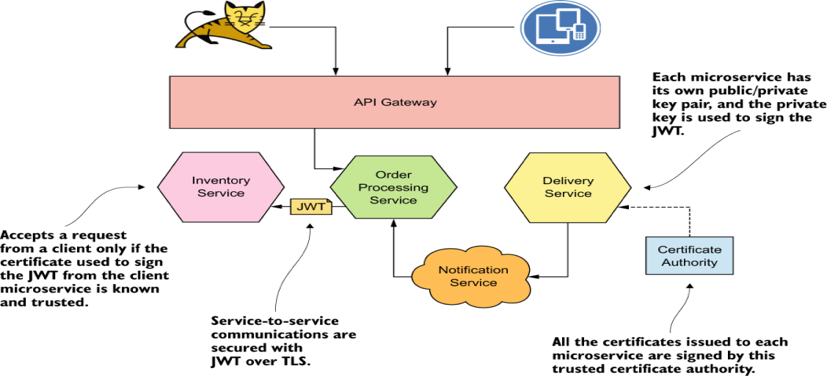 API Gateway
Each microservice has
its own public/private
key pair, and the private
key is used to sign the
JWT.
Inventory
Service
JWT
Order
Processing
Service
Delivery
Service
Accepts a request
from a client only if the
certificate used to sign
the JWT from the client
microservice is known
and trusted.
Notification
Service
Certificate
Authority
Service-to-service
communications are
secured with
JWT over TLS.
All the certificates issued to each
microservice are signed by this
trusted certificate authority.